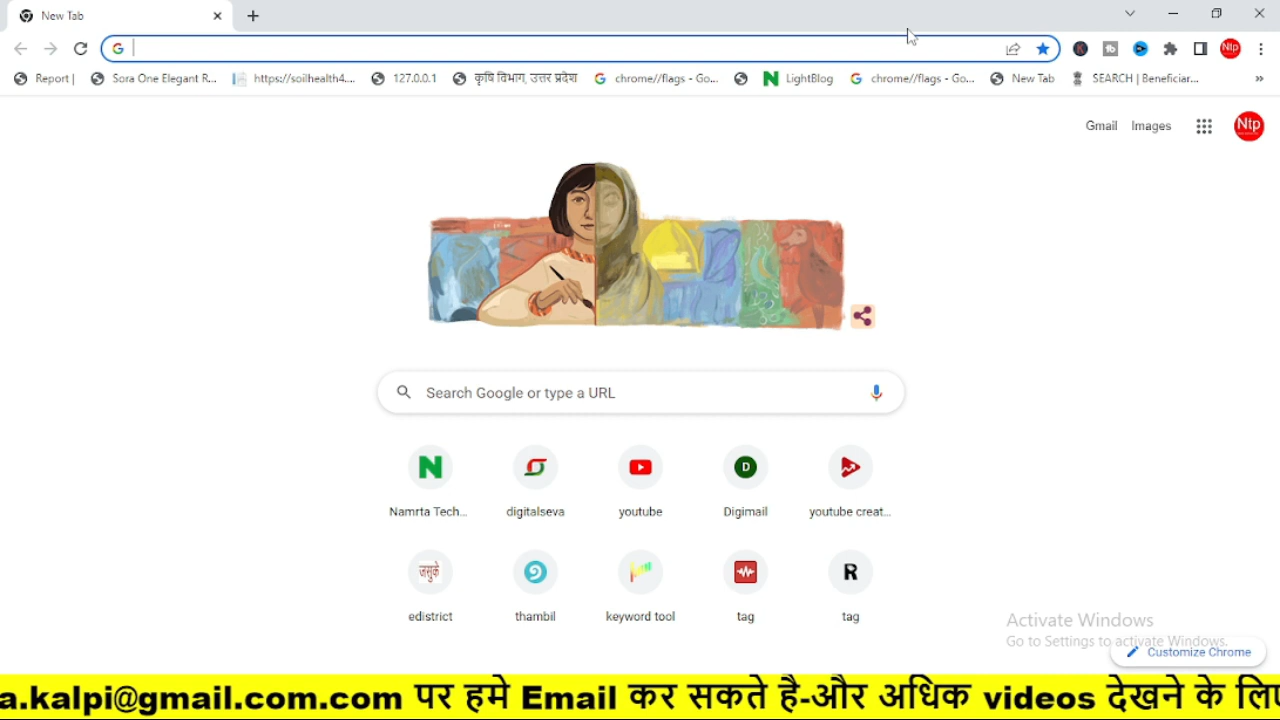 New Tab
Report |
Sora One Elegant R...
https://soilhealth4....
127.0.0.1
कृषि विभाग, उत्तर प्रदेश
chrome//flags - Go...
LightBlog
chrome//flags - Go...
New Tab
SEARCH | Beneficiar...
Ntp
Gmail Images
Ntp
Search Google or type a URL
N
D
Namrta Tech... digitalseva youtube Digimail youtube creat...
जसुके
R
edistrict thambil keyword tool tag tag
Activate Windows
Go to Settings to activate Windows.
Customize Chrome
a.kalpi@gmail.com.com पर हमे Email कर सकते है-और अधिक videos देखने के लिए